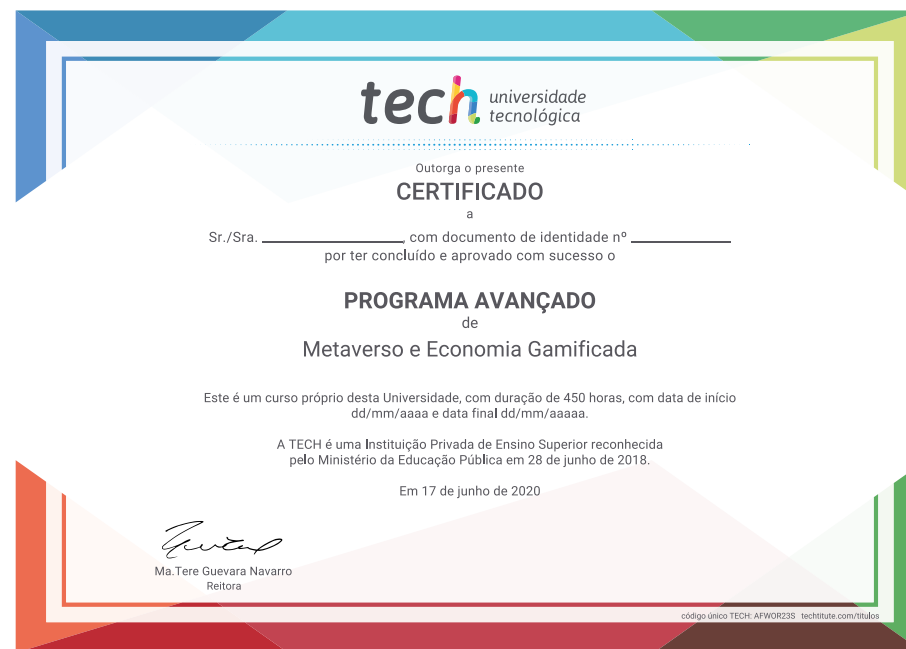 tech universidade
tecnológica
Outorga o presente
CERTIFICADO
a
Sr./Sra. ____________, com documento de identidade nº ____________
por ter concluído e aprovado com sucesso o
PROGRAMA AVANÇADO
de
Metaverso e Economia Gamificada
Este é um curso próprio desta Universidade, com duração de 450 horas, com data de início
dd/mm/aaaa e data final dd/mm/aaaaa.
A TECH é uma Instituição Privada de Ensino Superior reconhecida
pelo Ministério da Educação Pública em 28 de junho de 2018.
Em 17 de junho de 2020
Ma.Tere Guevara Navarro
Reitora
código único TECH: AFWOR23S techtitute.com/titulos